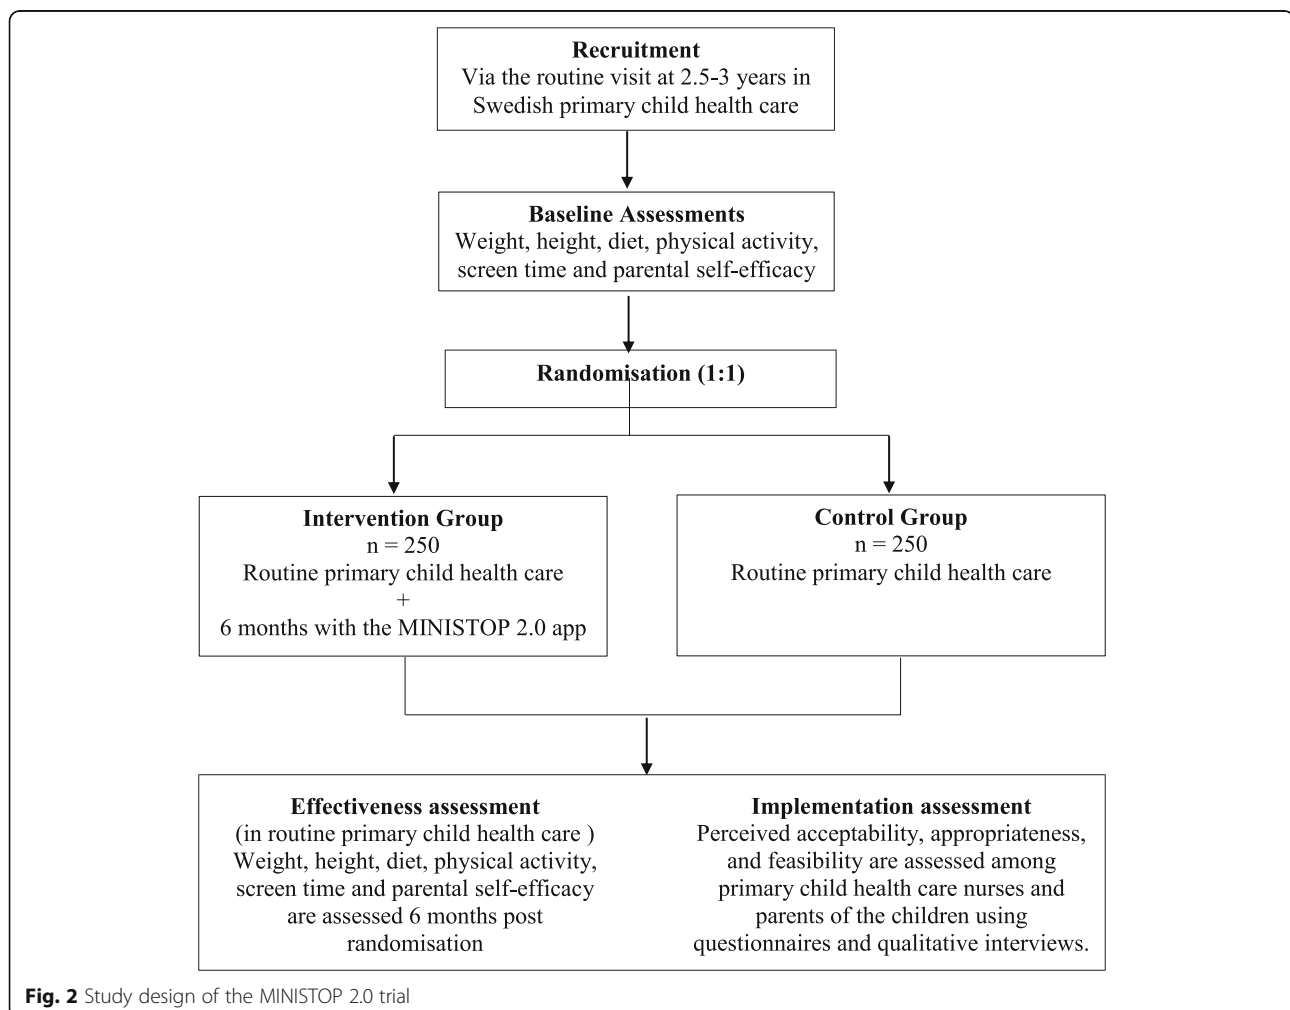 Recruitment
Via the routine visit at 2.5-3 years in
Swedish primary child health care
Baseline Assessments
Weight, height, diet, physical activity,
screen time and parental self-efficacy
Randomisation (1:1)
Intervention Group
n = 250
Routine primary child health care
+
6 months with the MINISTOP 2.0 app
Control Group
n = 250
Routine primary child health care
Effectiveness assessment
(in routine primary child health care )
Weight, height, diet, physical activity,
screen time and parental self-efficacy
are assessed 6 months post
randomisation
Implementation assessment
Perceived acceptability, appropriateness,
and feasibility are assessed among
primary child health care nurses and
parents of the children using
questionnaires and qualitative interviews.
Fig. 2 Study design of the MINISTOP 2.0 trial